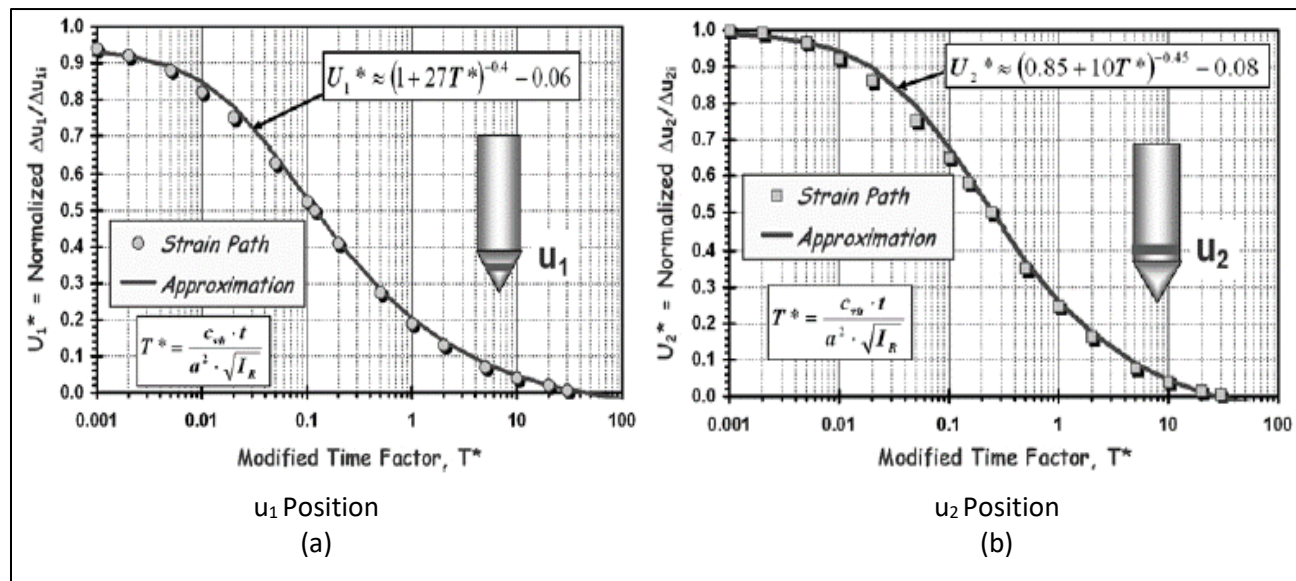 U₁* = Normalized Δu₁/Δu₁ᵢ
1.0
0.9
0.8
0.7
0.6
0.5
0.4
0.3
0.2
0.1
0.0
U₁* ≈ (1+27T*)^-0.4 − 0.06
Strain Path
Approximation
T* = c_vh · t / a² · √I_R
u₁
0.001 0.01 0.1 1 10 100
Modified Time Factor, T*
u₁ Position
(a)
U₂* = Normalized Δu₂/Δu₂ᵢ
1.0
0.9
0.8
0.7
0.6
0.5
0.4
0.3
0.2
0.1
0.0
U₂* ≈ (0.85+10T*)^-0.45 − 0.08
Strain Path
Approximation
T* = c_vh · t / a² · √I_R
u₂
0.001 0.01 0.1 1 10 100
Modified Time Factor, T*
u₂ Position
(b)